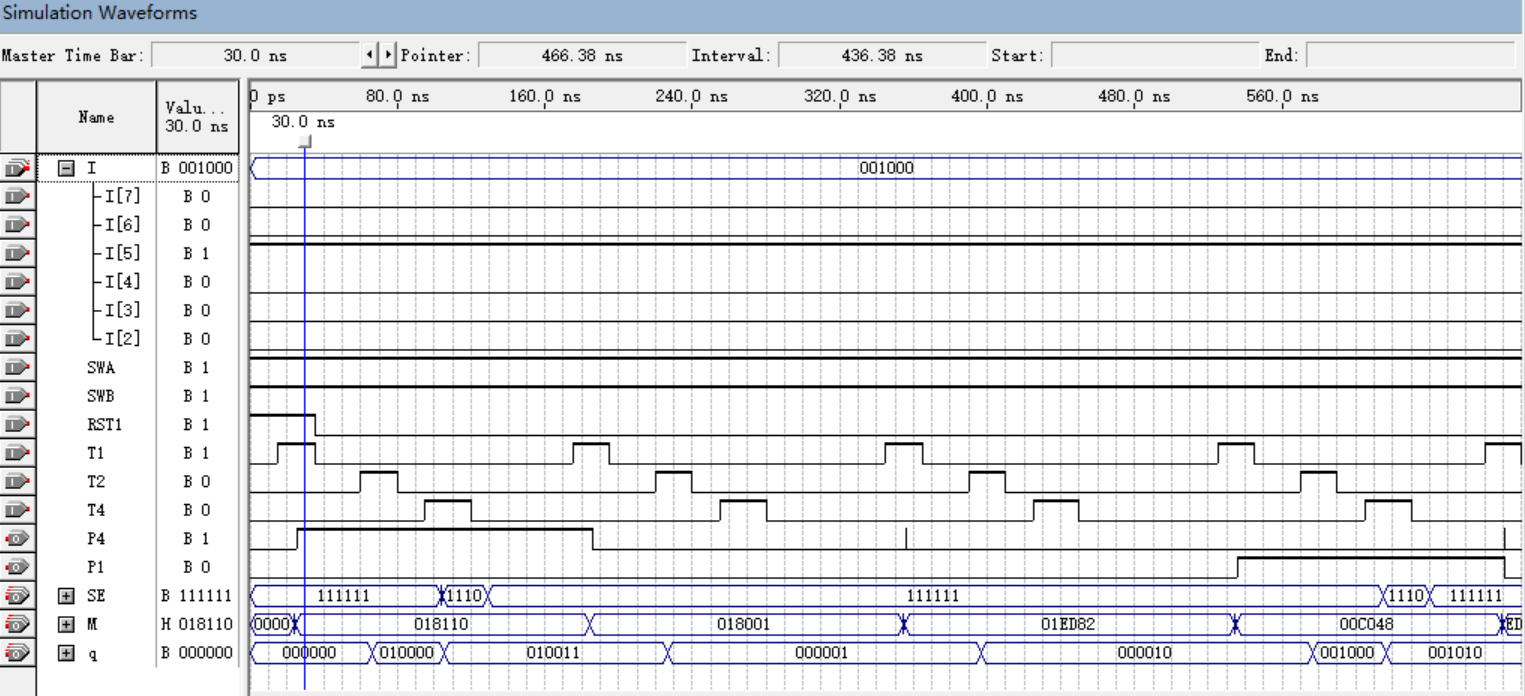 Simulation Waveforms
Master Time Bar: 30.0 ns Pointer: 466.38 ns Interval: 436.38 ns Start: End:
Name Valu... 30.0 ns 0 ps 80.0 ns 160.0 ns 240.0 ns 320.0 ns 400.0 ns 480.0 ns 560.0 ns
30.0 ns
I B 001000 001000
I[7] B 0
I[6] B 0
I[5] B 1
I[4] B 0
I[3] B 0
I[2] B 0
SWA B 1
SWB B 1
RST1 B 1
T1 B 1
T2 B 0
T4 B 0
P4 B 1
P1 B 0
SE B 111111 111111 1110 111111 1110 111111
M H 018110 0000 018110 018001 01ED82 00C048 ED
q B 000000 000000 010000 010011 000001 000010 001000 001010